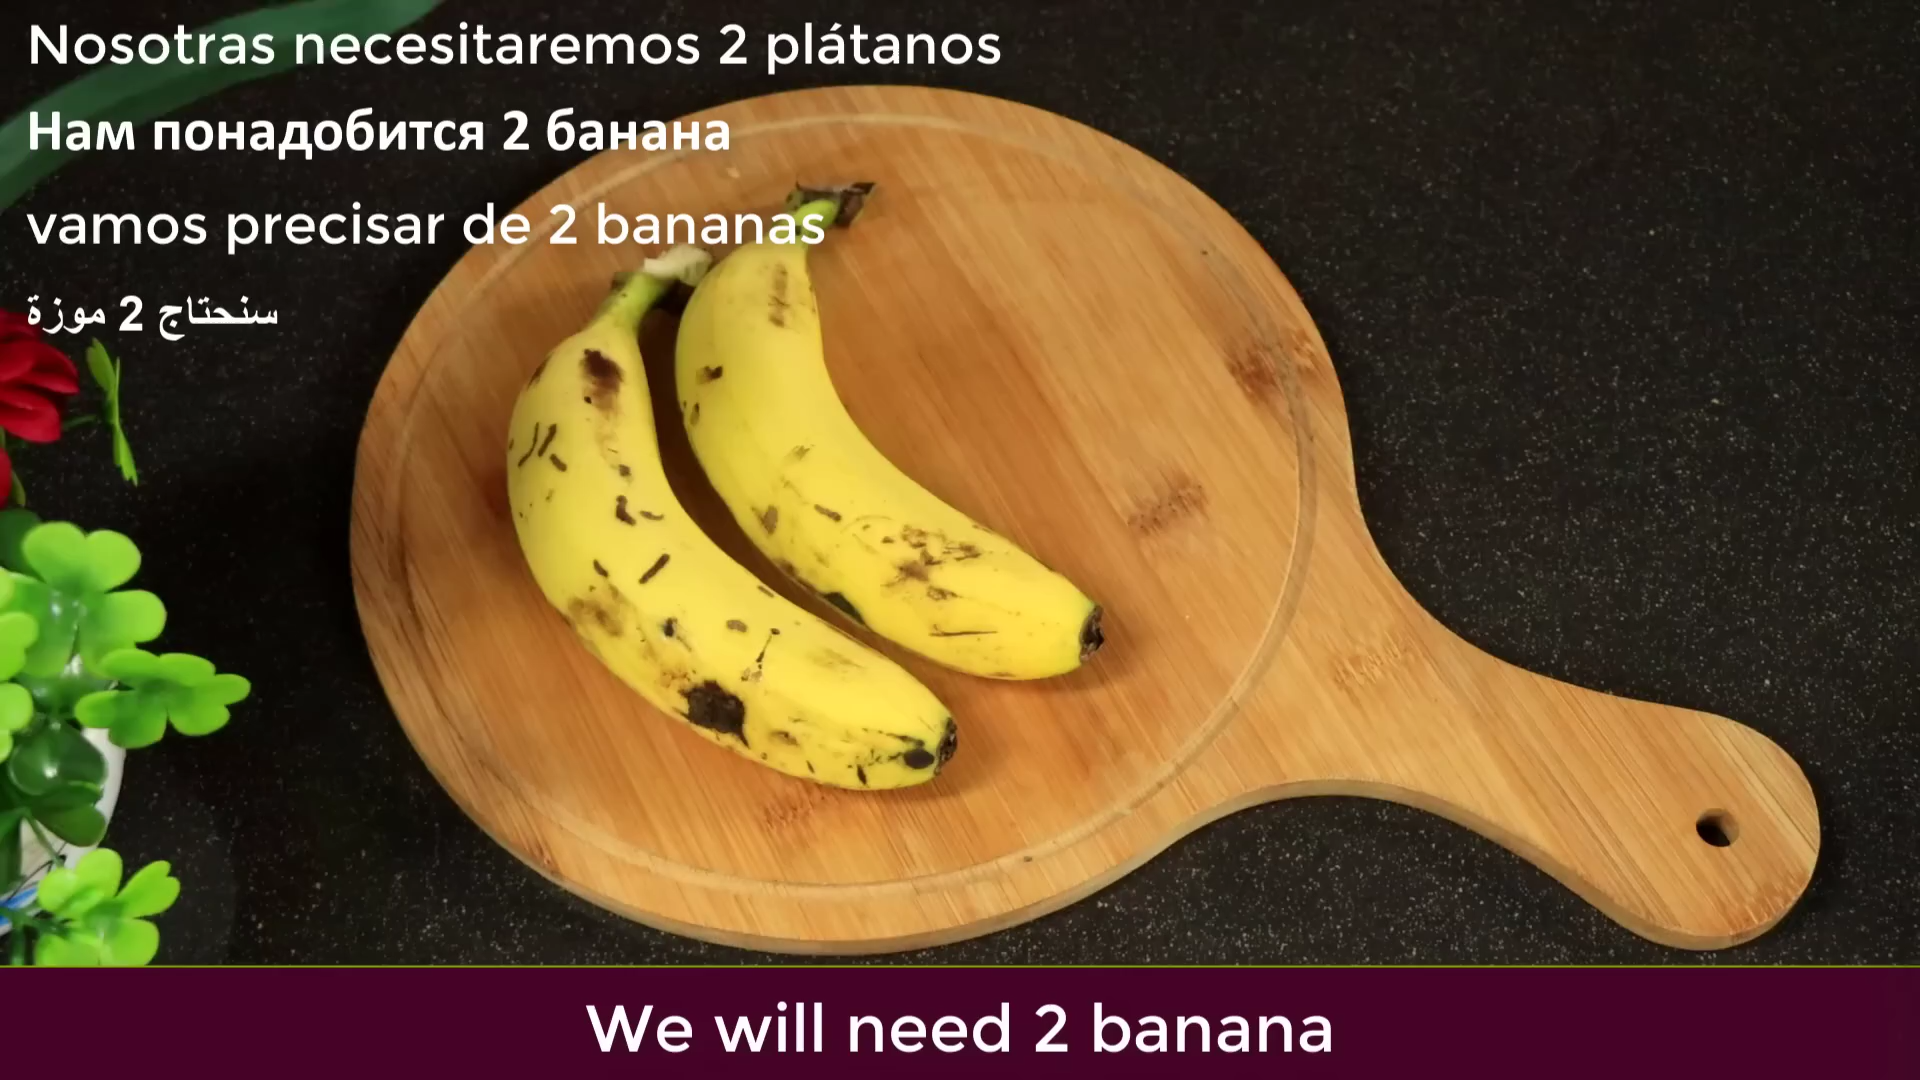 Nosotras necesitaremos 2 plátanos
Нам понадобится 2 банана
vamos precisar de 2 bananas
سنحتاج 2 موزة
We will need 2 banana